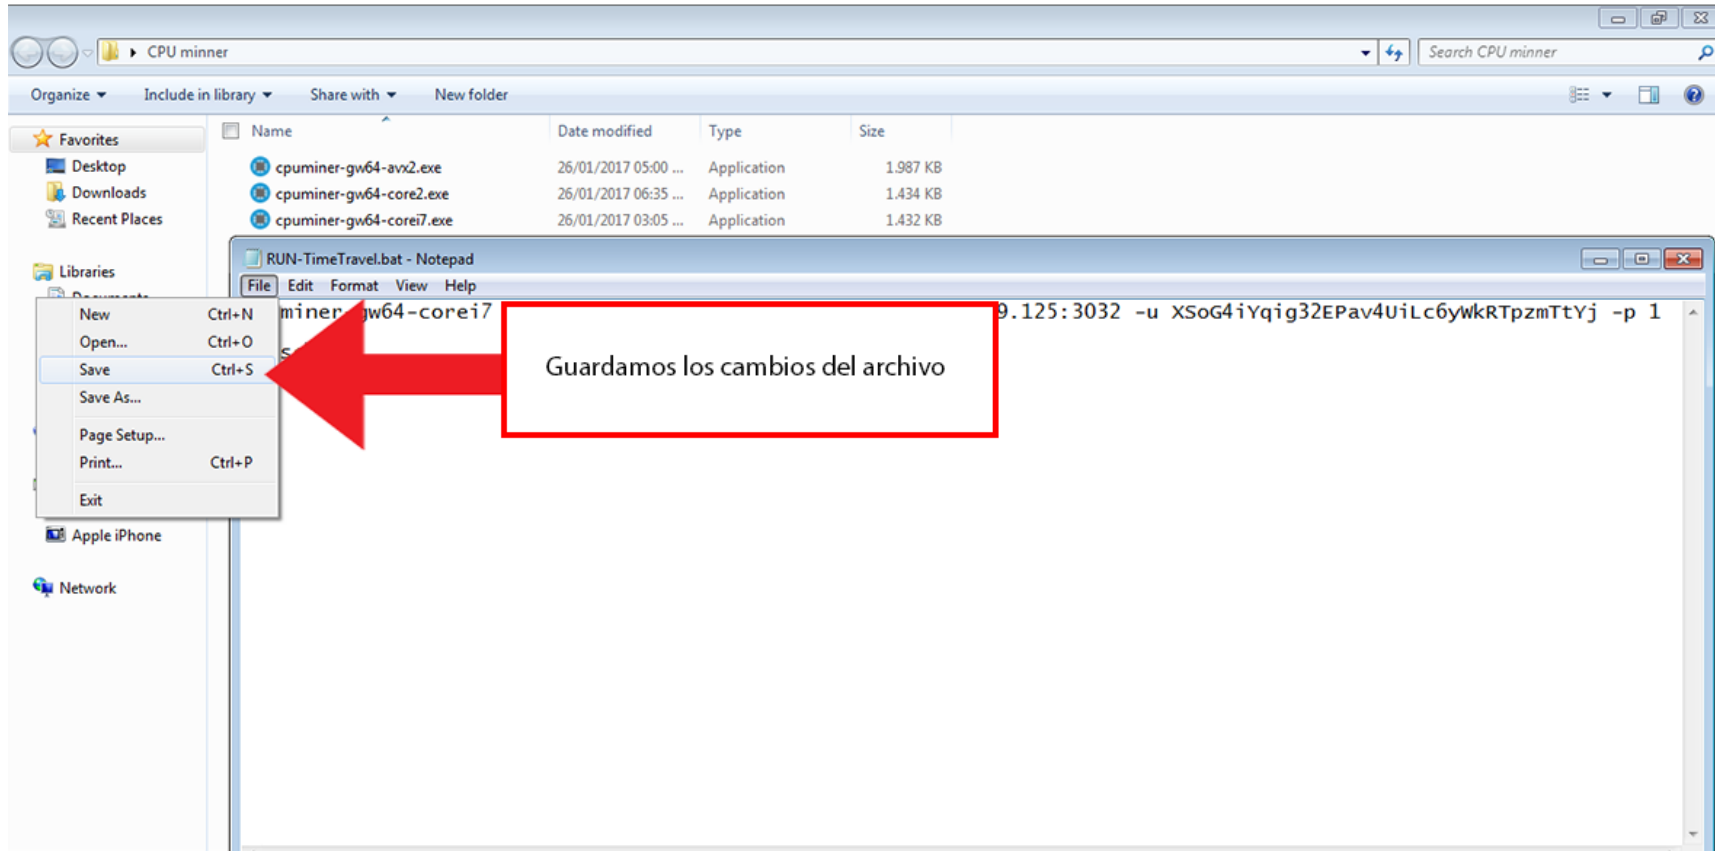 CPU minner
Search CPU minner
Organize
Include in library
Share with
New folder
Name
Date modified
Type
Size
Favorites
Desktop
Downloads
Recent Places
Libraries
Documents
Apple iPhone
Network
cpuminer-gw64-avx2.exe 26/01/2017 05:00 ... Application 1.987 KB
cpuminer-gw64-core2.exe 26/01/2017 06:35 ... Application 1.434 KB
cpuminer-gw64-corei7.exe 26/01/2017 03:05 ... Application 1.432 KB
RUN-TimeTravel.bat - Notepad
File Edit Format View Help
miner-gw64-corei7 9.125:3032 -u XSoG4iYqig32EPav4UiLc6yWkRTpzmTtYj -p 1
New Ctrl+N
Open... Ctrl+O
Save Ctrl+S
Save As...
Page Setup...
Print... Ctrl+P
Exit
Guardamos los cambios del archivo